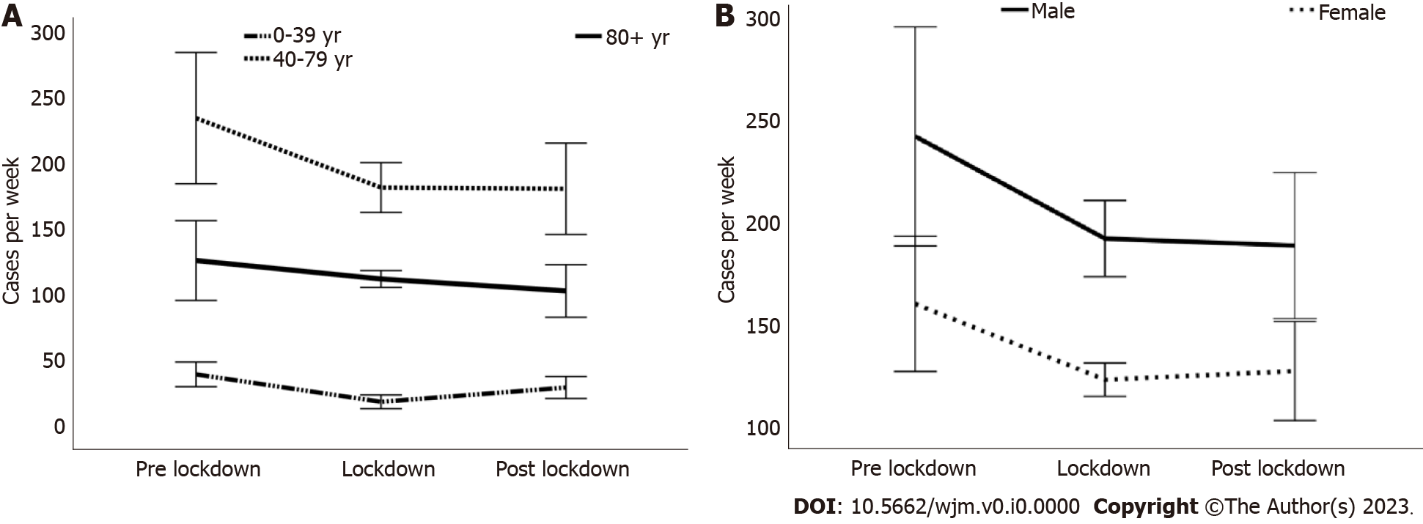 A
300
250
200
150
100
50
0
Cases per week
0-39 yr
40-79 yr
80+ yr
Pre lockdown Lockdown Post lockdown
B
300
250
200
150
100
Cases per week
Male
Female
Pre lockdown Lockdown Post lockdown
DOI: 10.5662/wjm.v0.i0.0000 Copyright ©The Author(s) 2023.